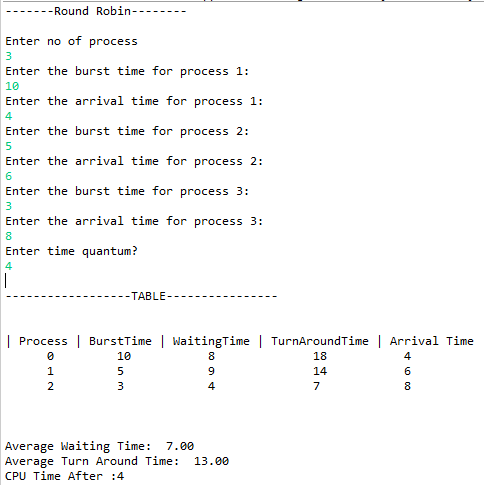 -------Round Robin--------
Enter no of process
3
Enter the burst time for process 1:
10
Enter the arrival time for process 1:
4
Enter the burst time for process 2:
5
Enter the arrival time for process 2:
6
Enter the burst time for process 3:
3
Enter the arrival time for process 3:
8
Enter time quantum?
4
------------------TABLE----------------
| Process | BurstTime | WaitingTime | TurnAroundTime | Arrival Time
0 10 8 18 4
1 5 9 14 6
2 3 4 7 8
Average Waiting Time:  7.00
Average Turn Around Time:  13.00
CPU Time After :4